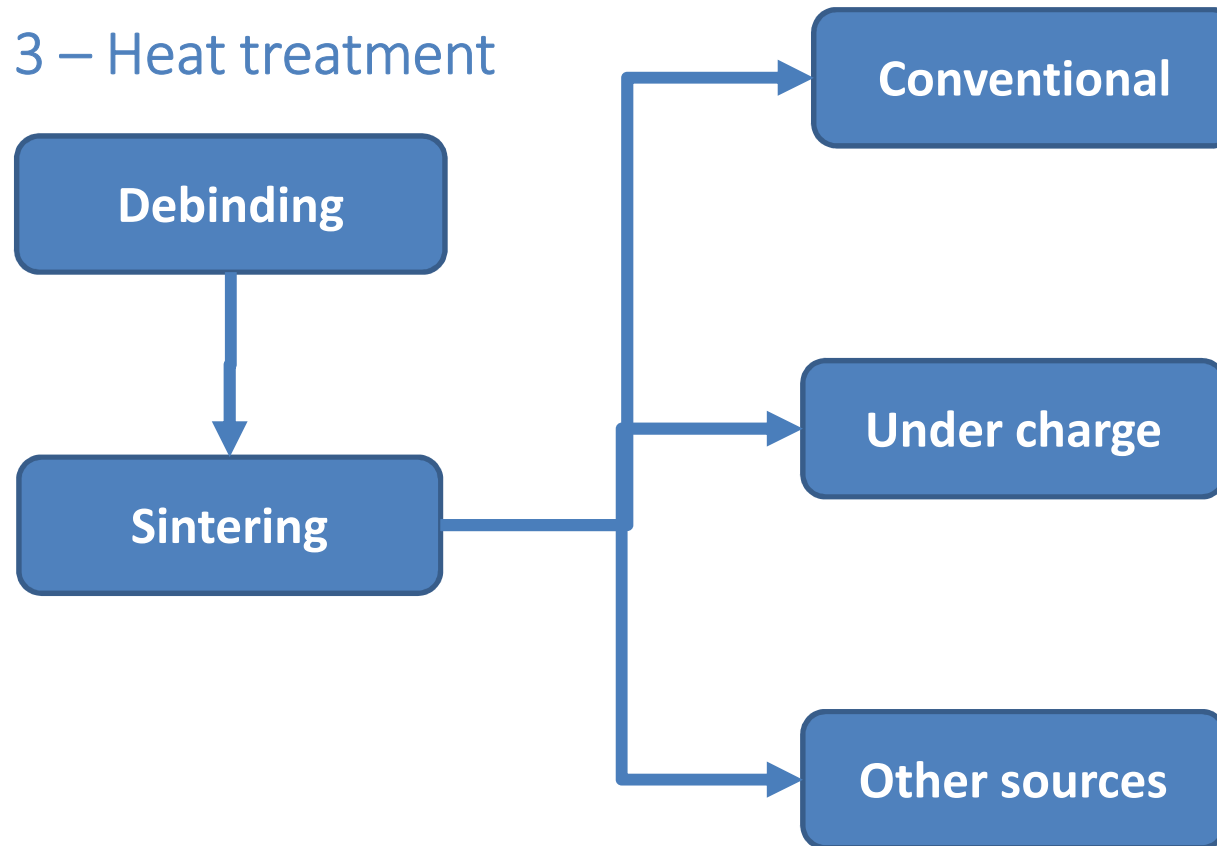 3 – Heat treatment
Debinding
Sintering
Conventional
Under charge
Other sources